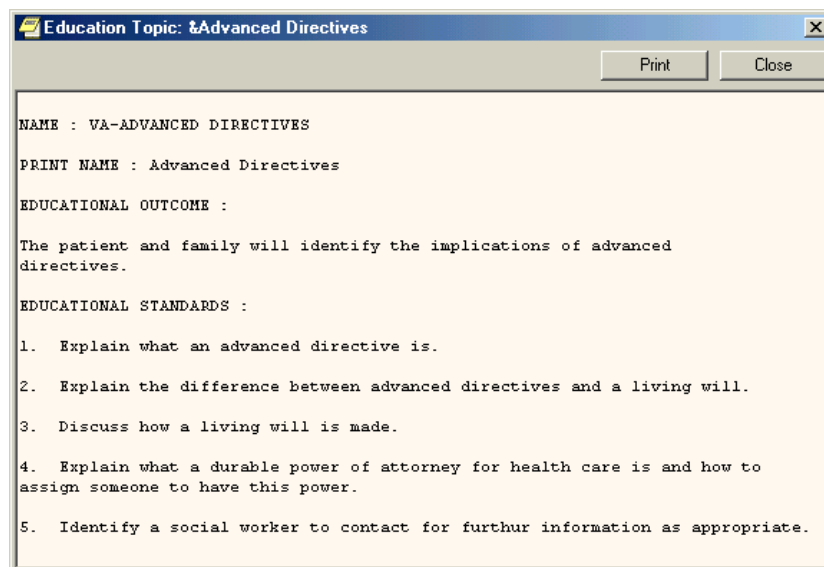 Education Topic: &Advanced Directives
Print Close
NAME : VA-ADVANCED DIRECTIVES
PRINT NAME : Advanced Directives
EDUCATIONAL OUTCOME :
The patient and family will identify the implications of advanced
directives.
EDUCATIONAL STANDARDS :
1. Explain what an advanced directive is.
2. Explain the difference between advanced directives and a living will.
3. Discuss how a living will is made.
4. Explain what a durable power of attorney for health care is and how to
assign someone to have this power.
5. Identify a social worker to contact for furthur information as appropriate.